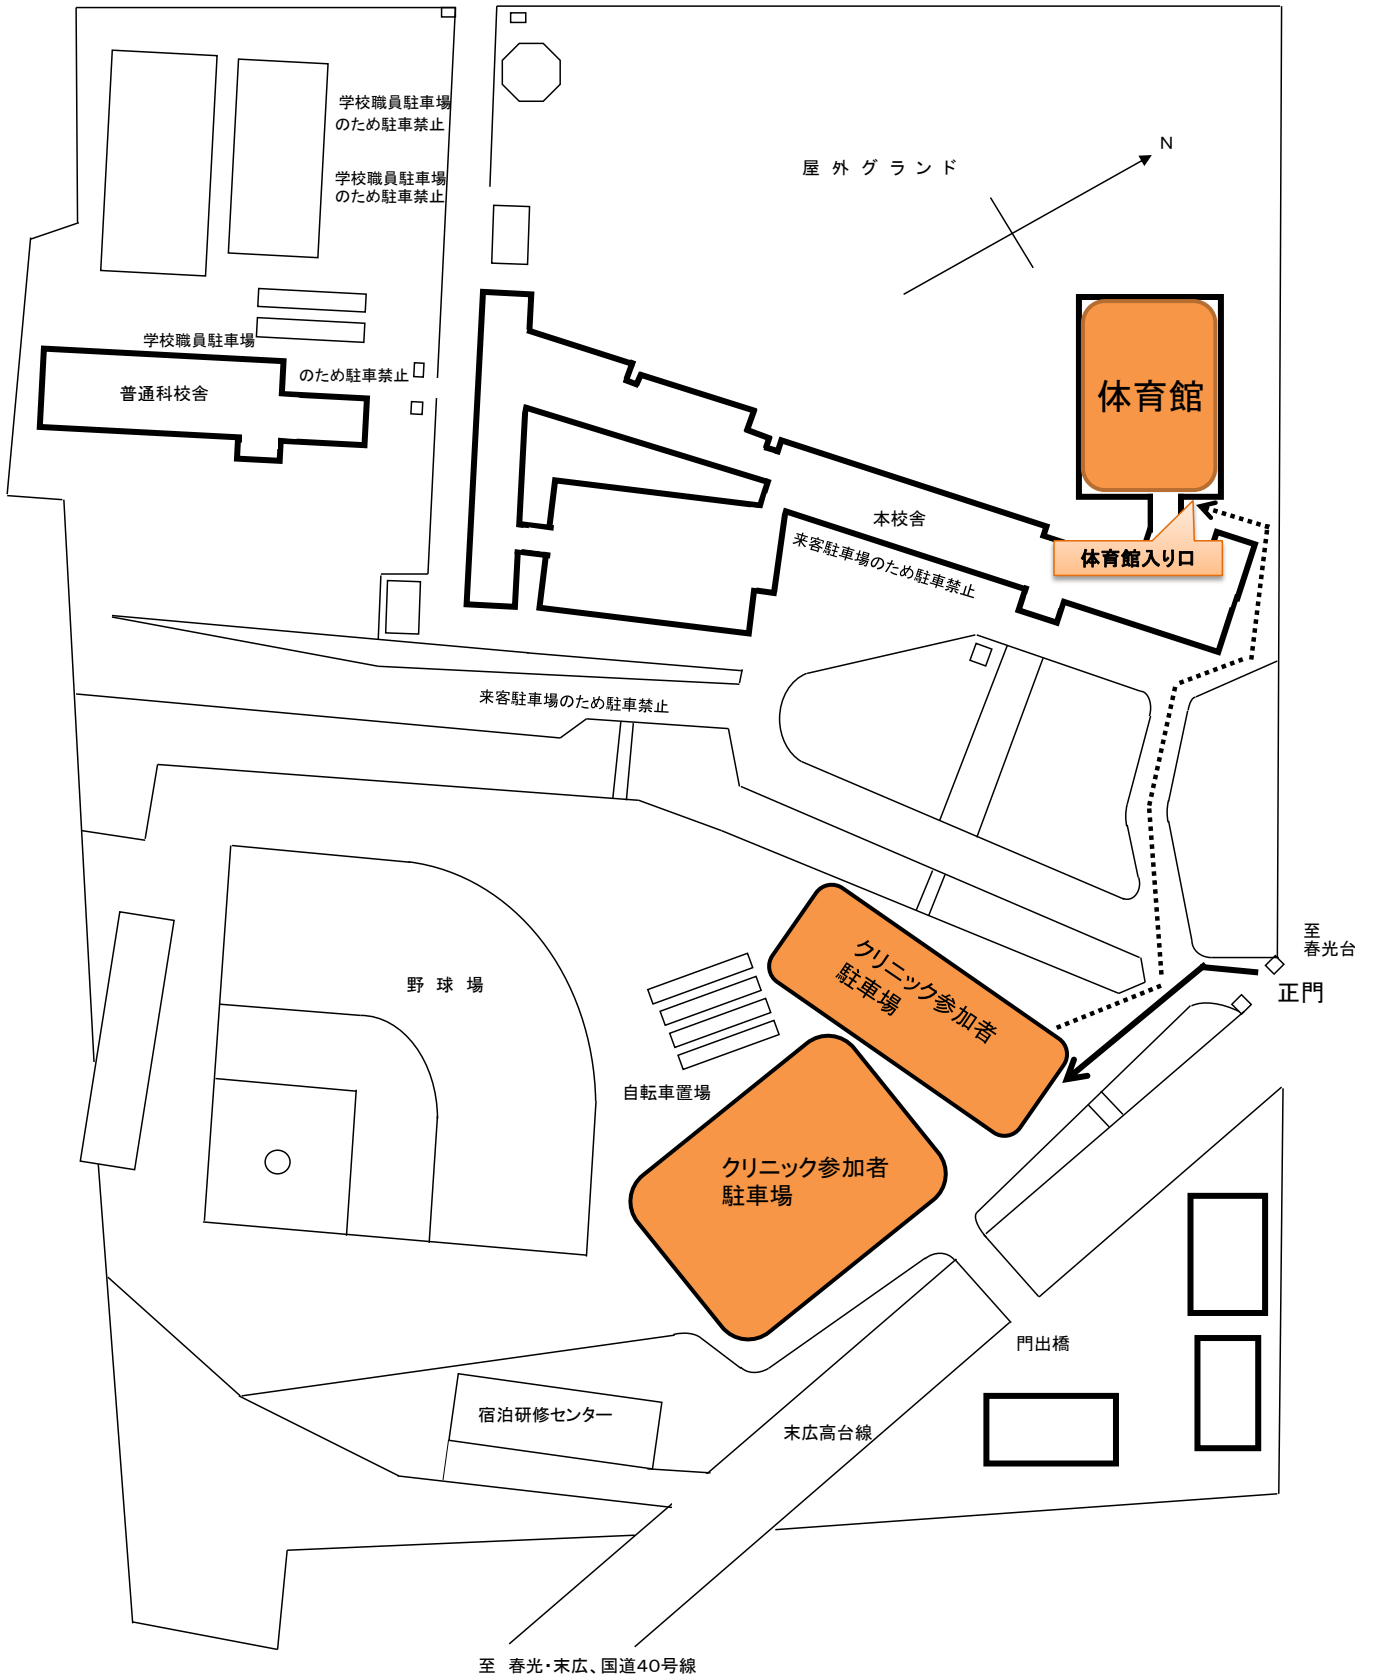 学校職員駐車場
のため駐車禁止
N
屋外グランド
学校職員駐車場
のため駐車禁止
学校職員駐車場
のため駐車禁止
普通科校舎
体育館
本校舎
来客駐車場のため駐車禁止
体育館入り口
来客駐車場のため駐車禁止
至
春光台
正門
クリニック参加者
駐車場
野球場
自転車置場
クリニック参加者
駐車場
門出橋
宿泊研修センター
末広高台線
至 春光・末広、国道40号線